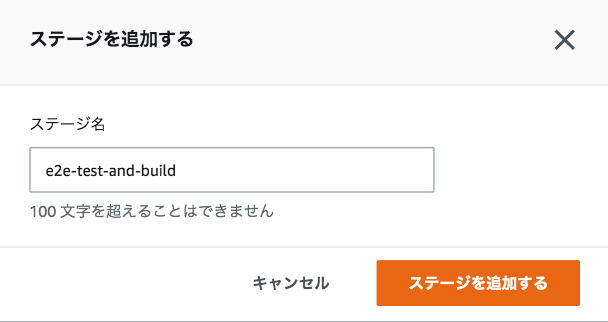 ステージを追加する
ステージ名
e2e-test-and-build
100 文字を超えることはできません
キャンセル
ステージを追加する